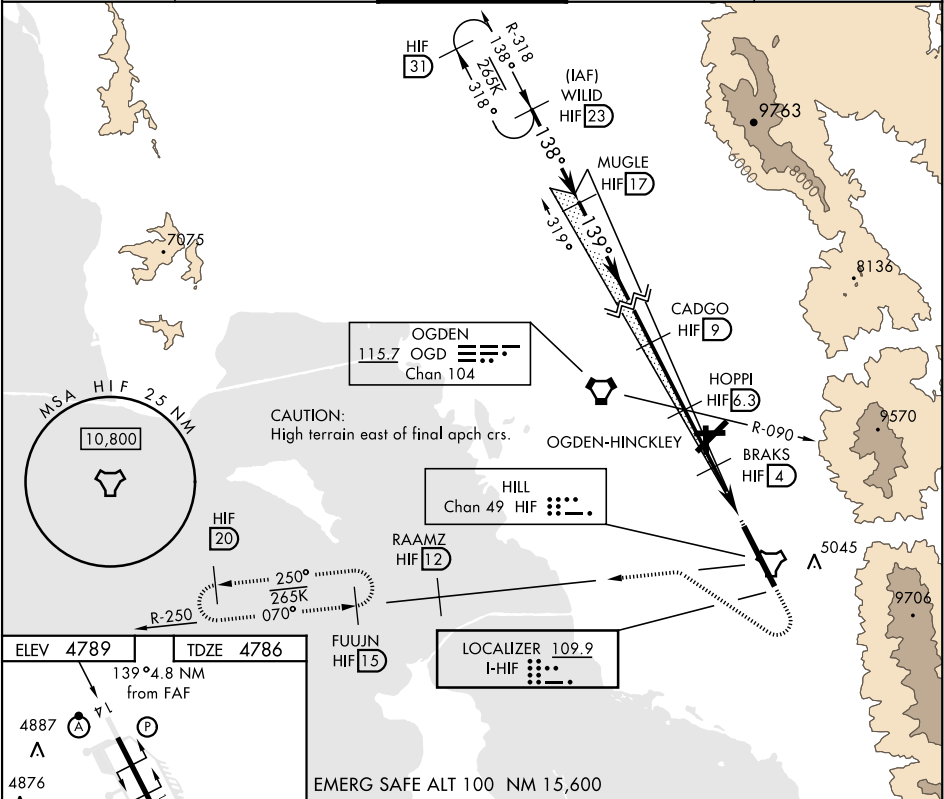 HIF
31
R-318
138°
265K
318°
(IAF)
WILID
HIF 23
138°
9763
6000
8000
MUGLE
HIF 17
319°
139°
7075
8136
CADGO
HIF 9
OGDEN
115.7 OGD
Chan 104
HOPPI
HIF 6.3
MSA HIF 25 NM
10,800
CAUTION:
High terrain east of final apch crs.
OGDEN-HINCKLEY
R-090
9570
BRAKS
HIF 4
HILL
Chan 49 HIF
HIF
20
RAAMZ
HIF 12
5045
250°
265K
070°
R-250
9706
FUUJN
HIF 15
LOCALIZER 109.9
I-HIF
ELEV 4789
TDZE 4786
139° 4.8 NM
from FAF
14
4887
A
P
4876
EMERG SAFE ALT 100 NM 15,600